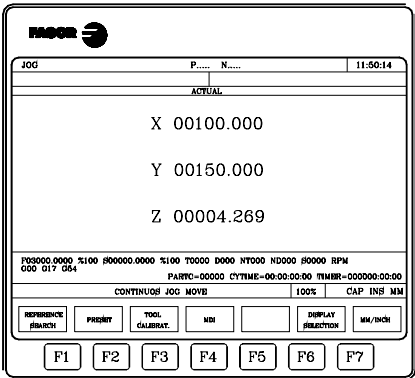 FAGOR
JOG P..... N..... 11:50:14
ACTUAL
X 00100.000
Y 00150.000
Z 00004.269
F03000.0000 %100 S00000.0000 %100 T0000 D000 NT000 ND000 S0000 RPM
G00 G17 G54
PARTC=00000 CYTIME=00:00:00:00 TIMER=000000:00:00
CONTINUOS JOG MOVE 100% CAP INS MM
REFERENCE SEARCH PRESET TOOL CALIBRAT. MDI DISPLAY SELECTION MM/INCH
F1 F2 F3 F4 F5 F6 F7